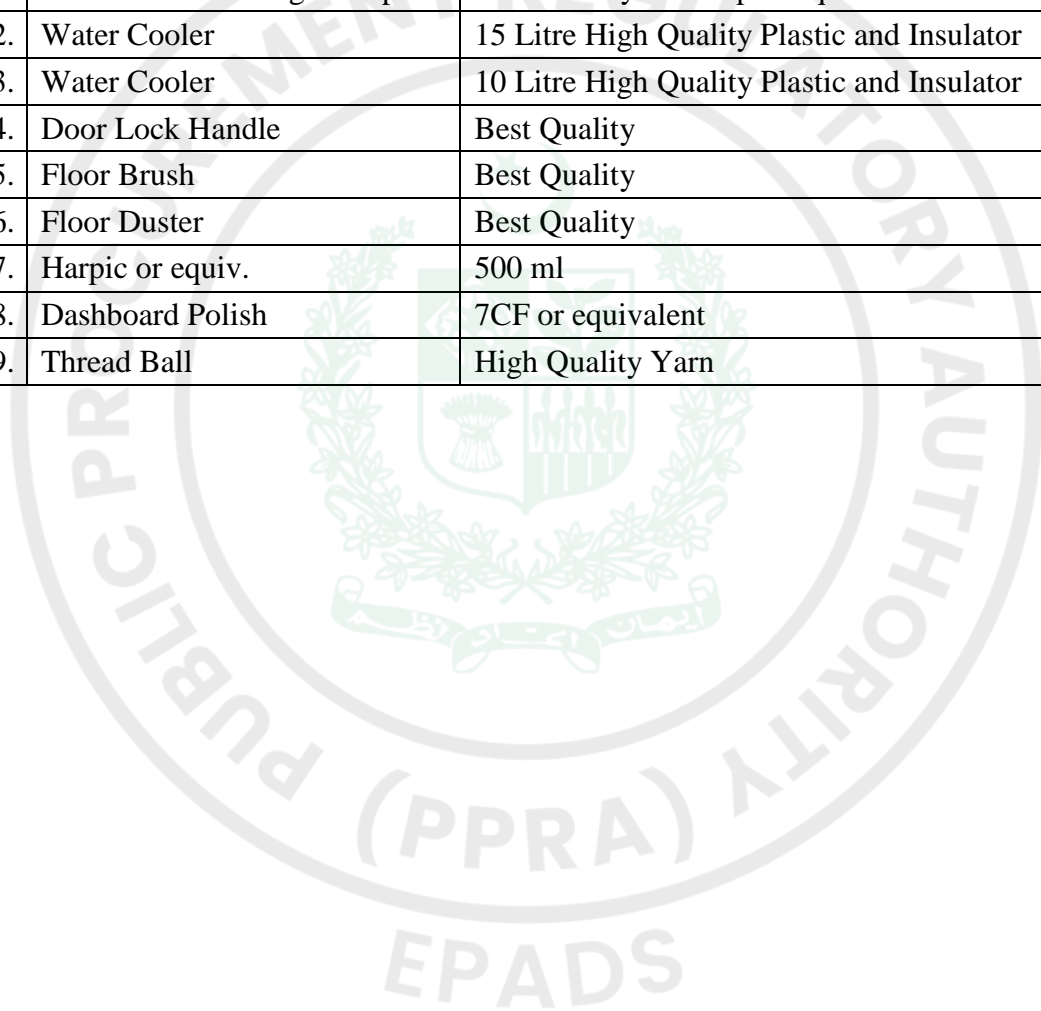 2. Water Cooler 15 Litre High Quality Plastic and Insulator
3. Water Cooler 10 Litre High Quality Plastic and Insulator
4. Door Lock Handle Best Quality
5. Floor Brush Best Quality
6. Floor Duster Best Quality
7. Harpic or equiv. 500 ml
8. Dashboard Polish 7CF or equivalent
9. Thread Ball High Quality Yarn
PUBLIC PROCUREMENT REGULATORY AUTHORITY
(PPRA)
EPADS